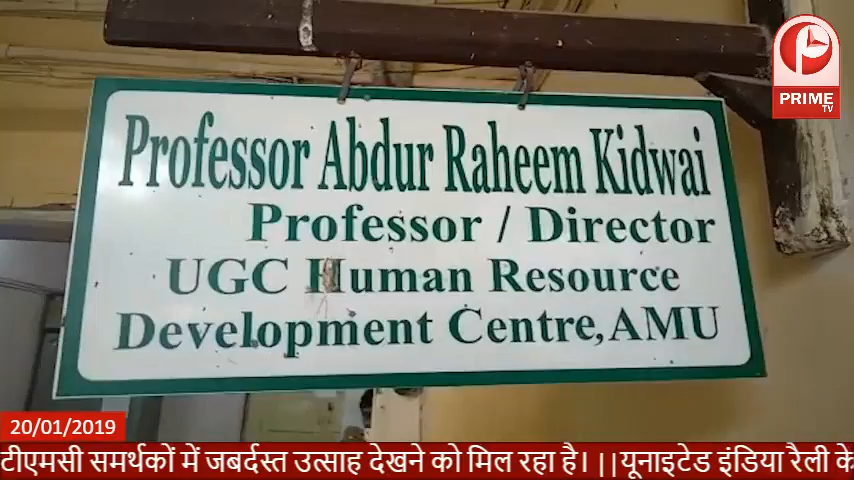 PRIME
TV
Professor Abdur Raheem Kidwai
Professor / Director
UGC Human Resource
Development Centre, AMU
20/01/2019
टीएमसी समर्थकों में जबर्दस्त उत्साह देखने को मिल रहा है। ||यूनाइटेड इंडिया रैली के